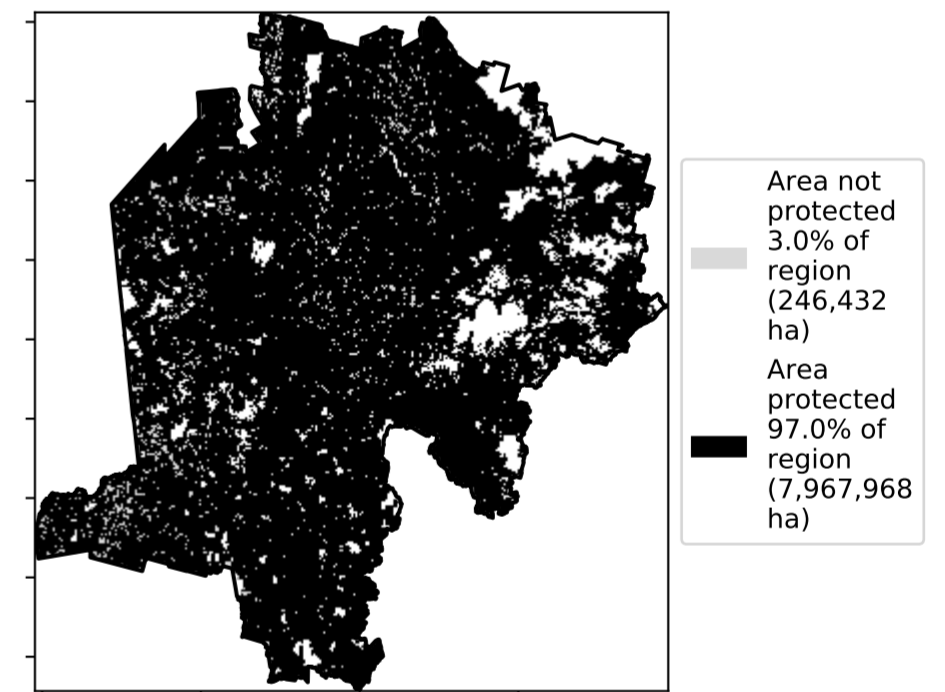 Area not
protected
3.0% of
region
(246,432
ha)
Area
protected
97.0% of
region
(7,967,968
ha)